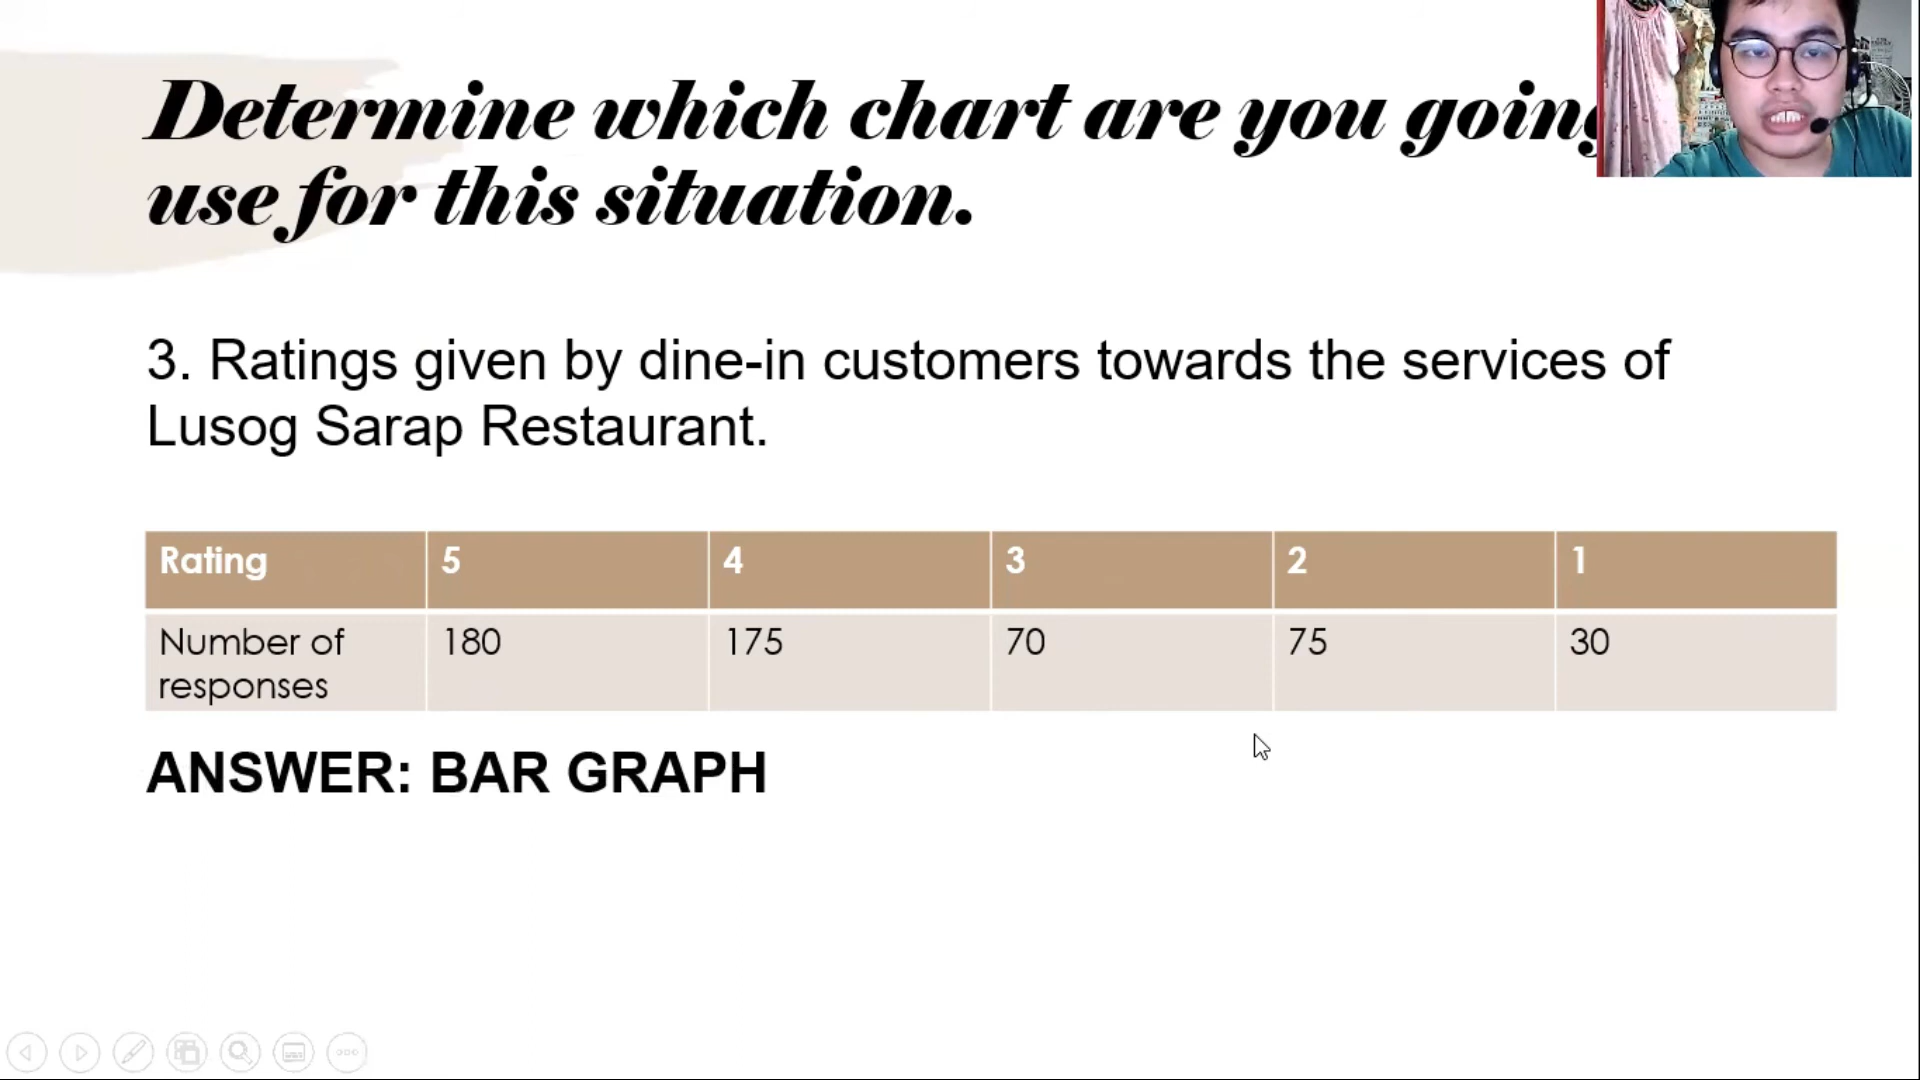 Determine which chart are you going
use for this situation.
3. Ratings given by dine-in customers towards the services of
Lusog Sarap Restaurant.
Rating 5 4 3 2 1
Number of responses 180 175 70 75 30
ANSWER: BAR GRAPH